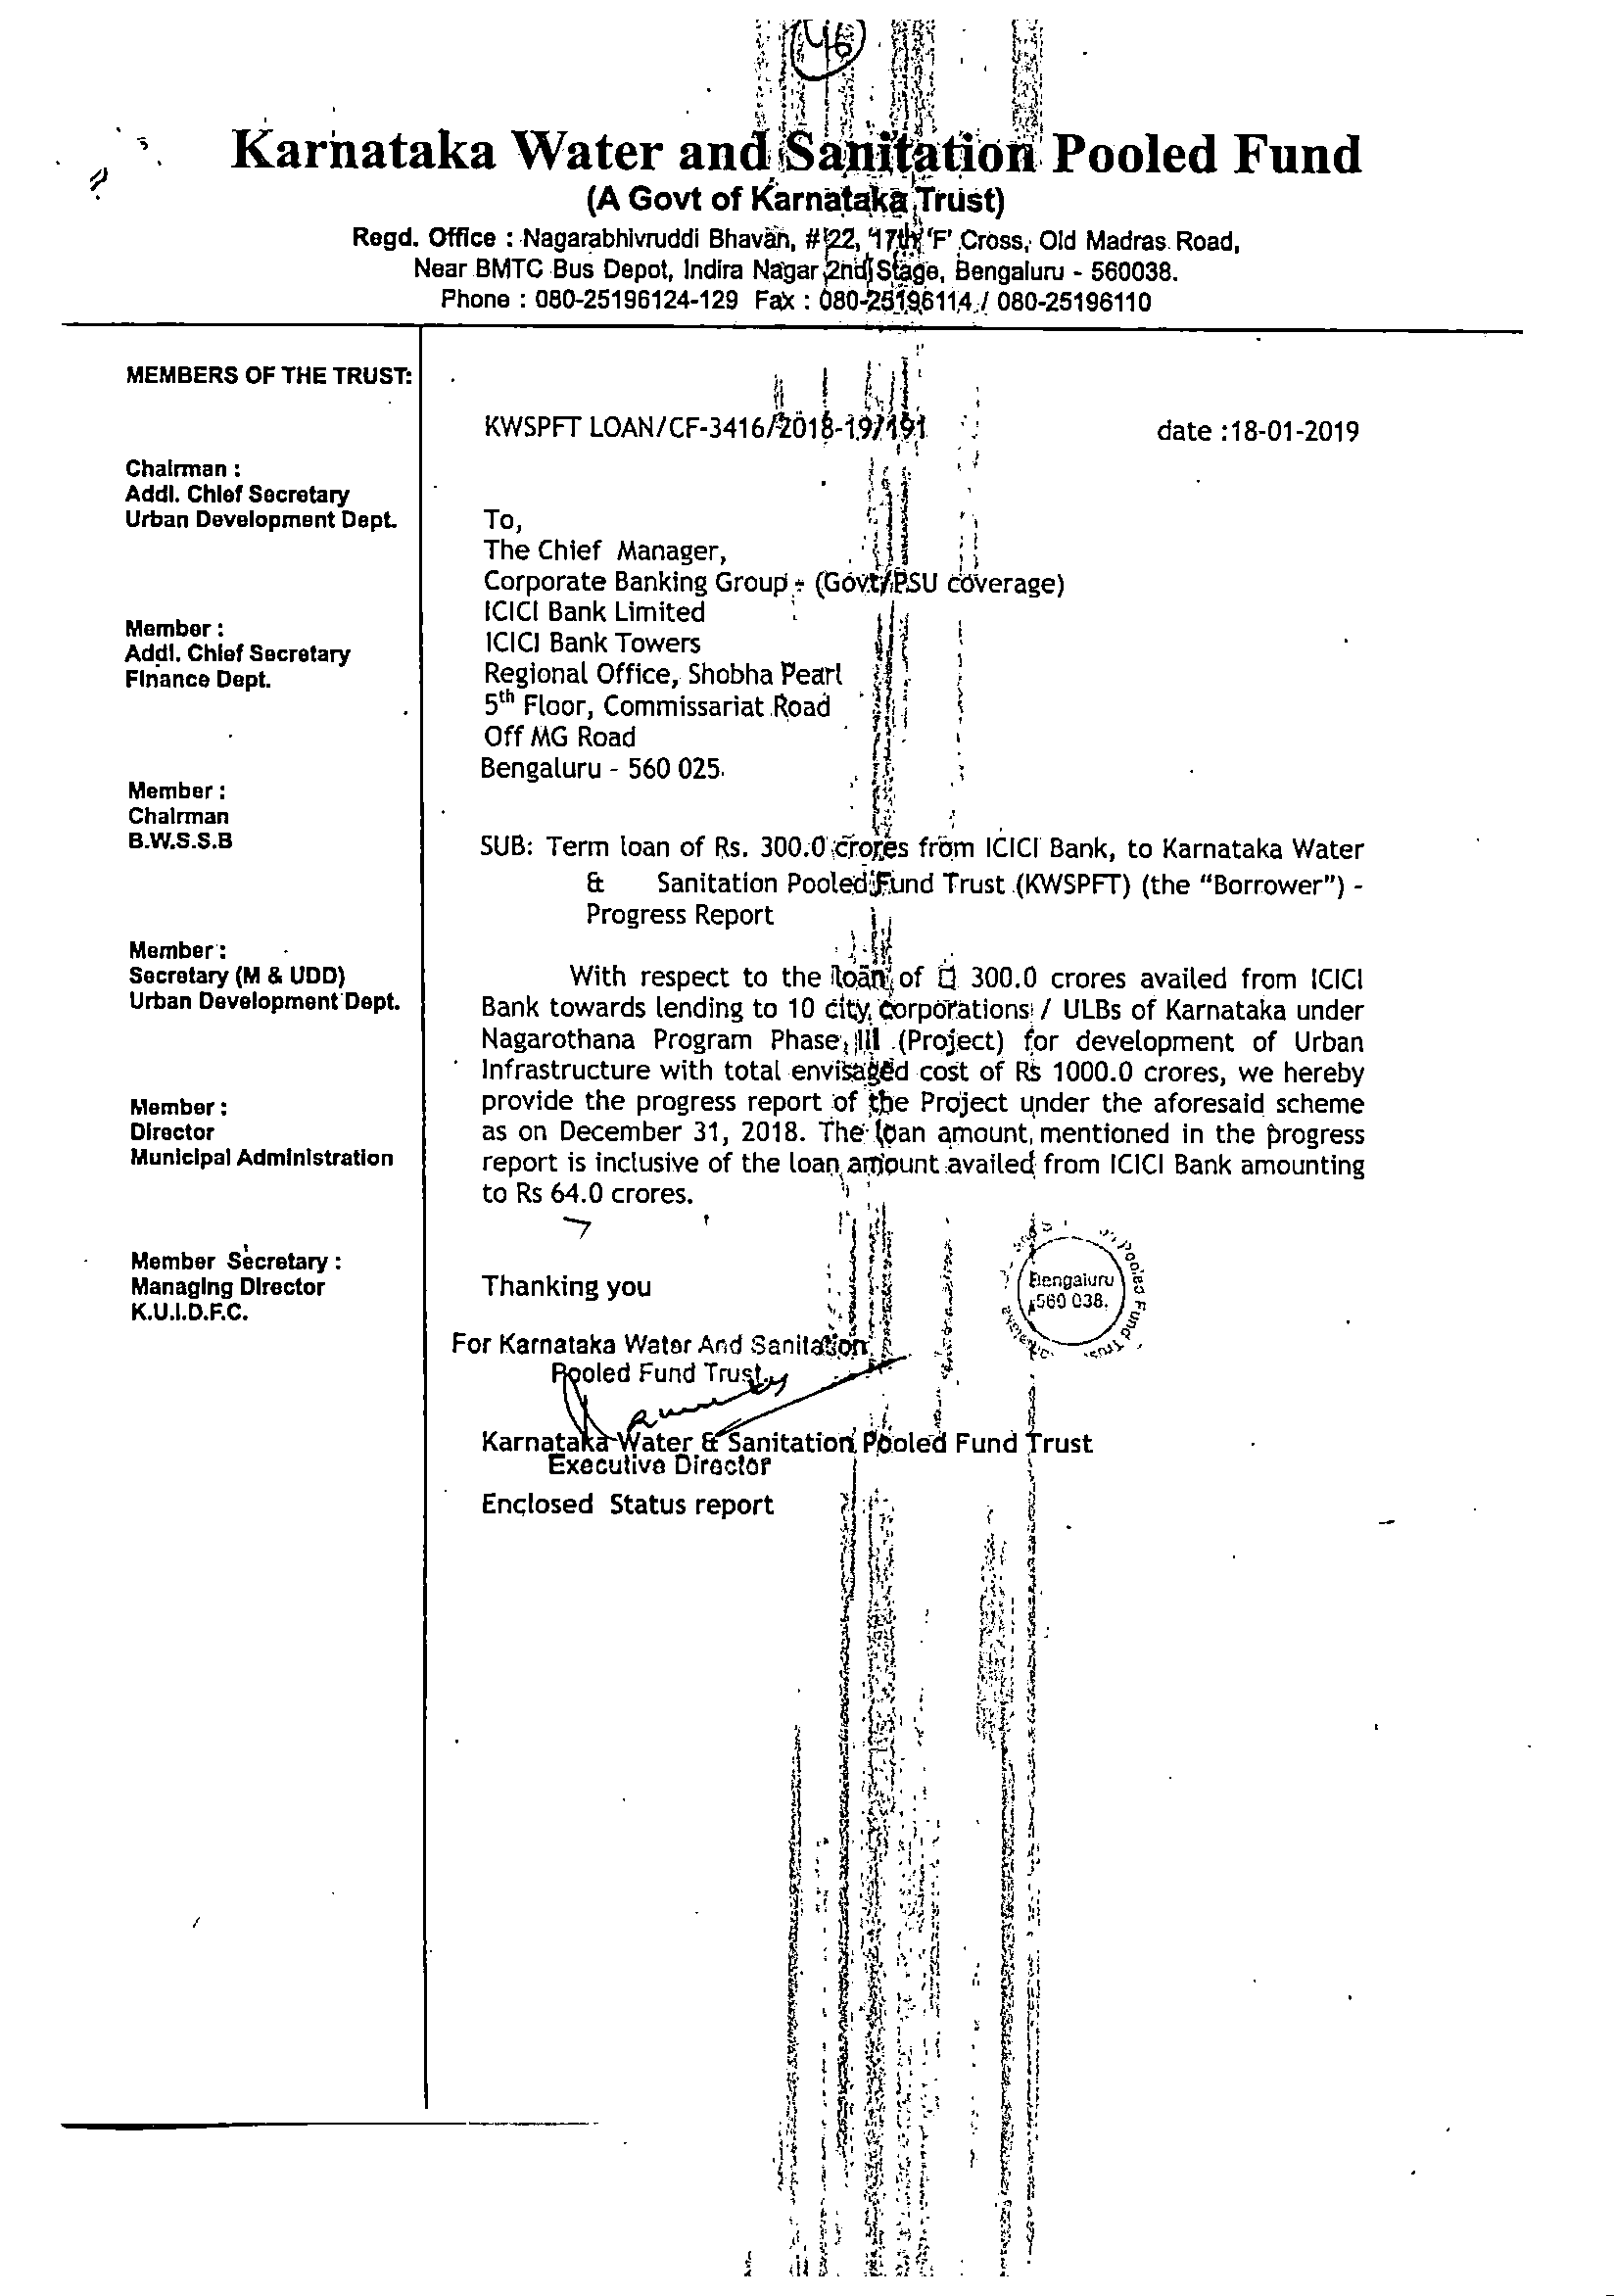 46
Karnataka Water and Sanitation Pooled Fund
(A Govt of Karnataka Trust)
Regd. Office : Nagarabhivruddi Bhavan, # 22, 17th 'F' Cross, Old Madras Road,
Near BMTC Bus Depot, Indira Nagar 2nd Stage, Bengaluru - 560038.
Phone : 080-25196124-129 Fax : 080-25196114 / 080-25196110
MEMBERS OF THE TRUST:
Chairman :
Addl. Chief Secretary
Urban Development Dept.
Member :
Addl. Chief Secretary
Finance Dept.
Member :
Chairman
B.W.S.S.B
Member :
Secretary (M & UDD)
Urban Development Dept.
Member :
Director
Municipal Administration
Member Secretary :
Managing Director
K.U.I.D.F.C.
KWSPFT LOAN/CF-3416/2018-19/191 date :18-01-2019
To,
The Chief Manager,
Corporate Banking Group - (Govt/PSU coverage)
ICICI Bank Limited
ICICI Bank Towers
Regional Office, Shobha Pearl
5th Floor, Commissariat Road
Off MG Road
Bengaluru - 560 025.
SUB: Term loan of Rs. 300.0 crores from ICICI Bank, to Karnataka Water
& Sanitation Pooled Fund Trust (KWSPFT) (the “Borrower”) -
Progress Report
With respect to the loan of 300.0 crores availed from ICICI
Bank towards lending to 10 city corporations / ULBs of Karnataka under
Nagarothana Program Phase III (Project) for development of Urban
Infrastructure with total envisaged cost of Rs 1000.0 crores, we hereby
provide the progress report of the Project under the aforesaid scheme
as on December 31, 2018. The loan amount mentioned in the progress
report is inclusive of the loan amount availed from ICICI Bank amounting
to Rs 64.0 crores.
Thanking you
Bengaluru
560 038.
Pooled Fund Trust
For Karnataka Water And Sanitation
Pooled Fund Trust
Karnataka Water & Sanitation Pooled Fund Trust
Executive Director
Enclosed Status report